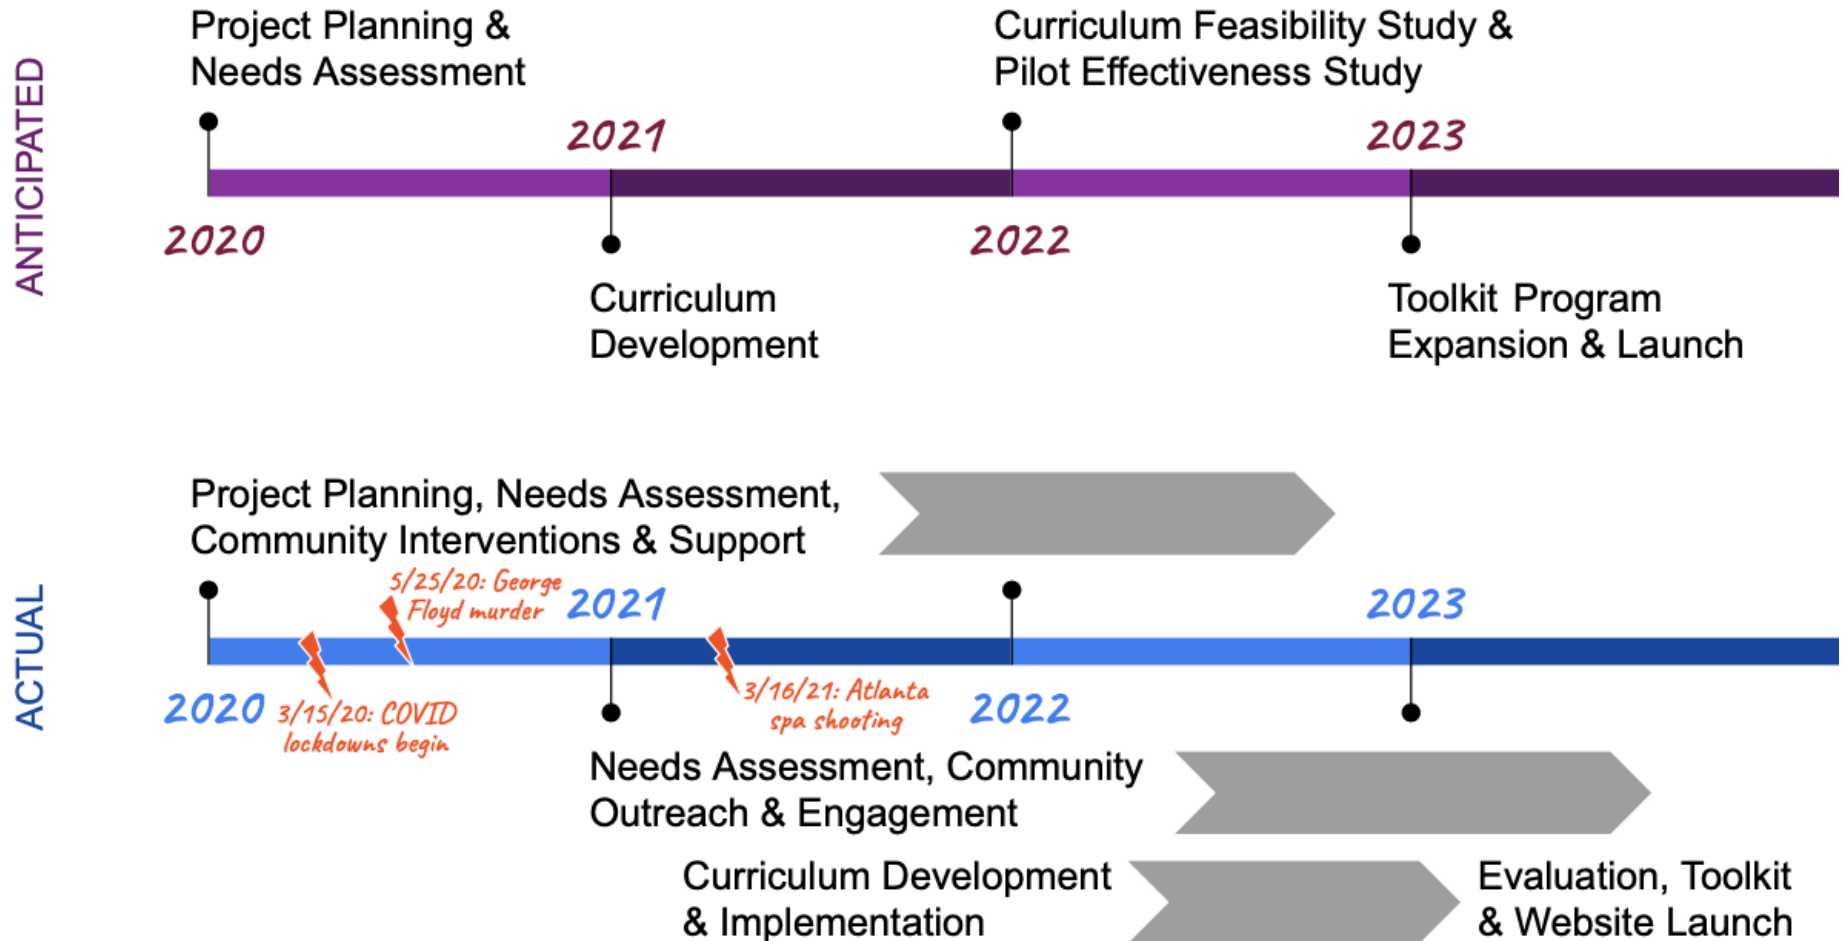 ANTICIPATED
Project Planning &
Needs Assessment
Curriculum Feasibility Study &
Pilot Effectiveness Study
2021
2023
2020
2022
Curriculum
Development
Toolkit Program
Expansion & Launch
ACTUAL
Project Planning, Needs Assessment,
Community Interventions & Support
5/25/20: George
Floyd murder
2021
2023
2020
3/15/20: COVID
lockdowns begin
3/16/21: Atlanta
spa shooting
2022
Needs Assessment, Community
Outreach & Engagement
Curriculum Development
& Implementation
Evaluation, Toolkit
& Website Launch